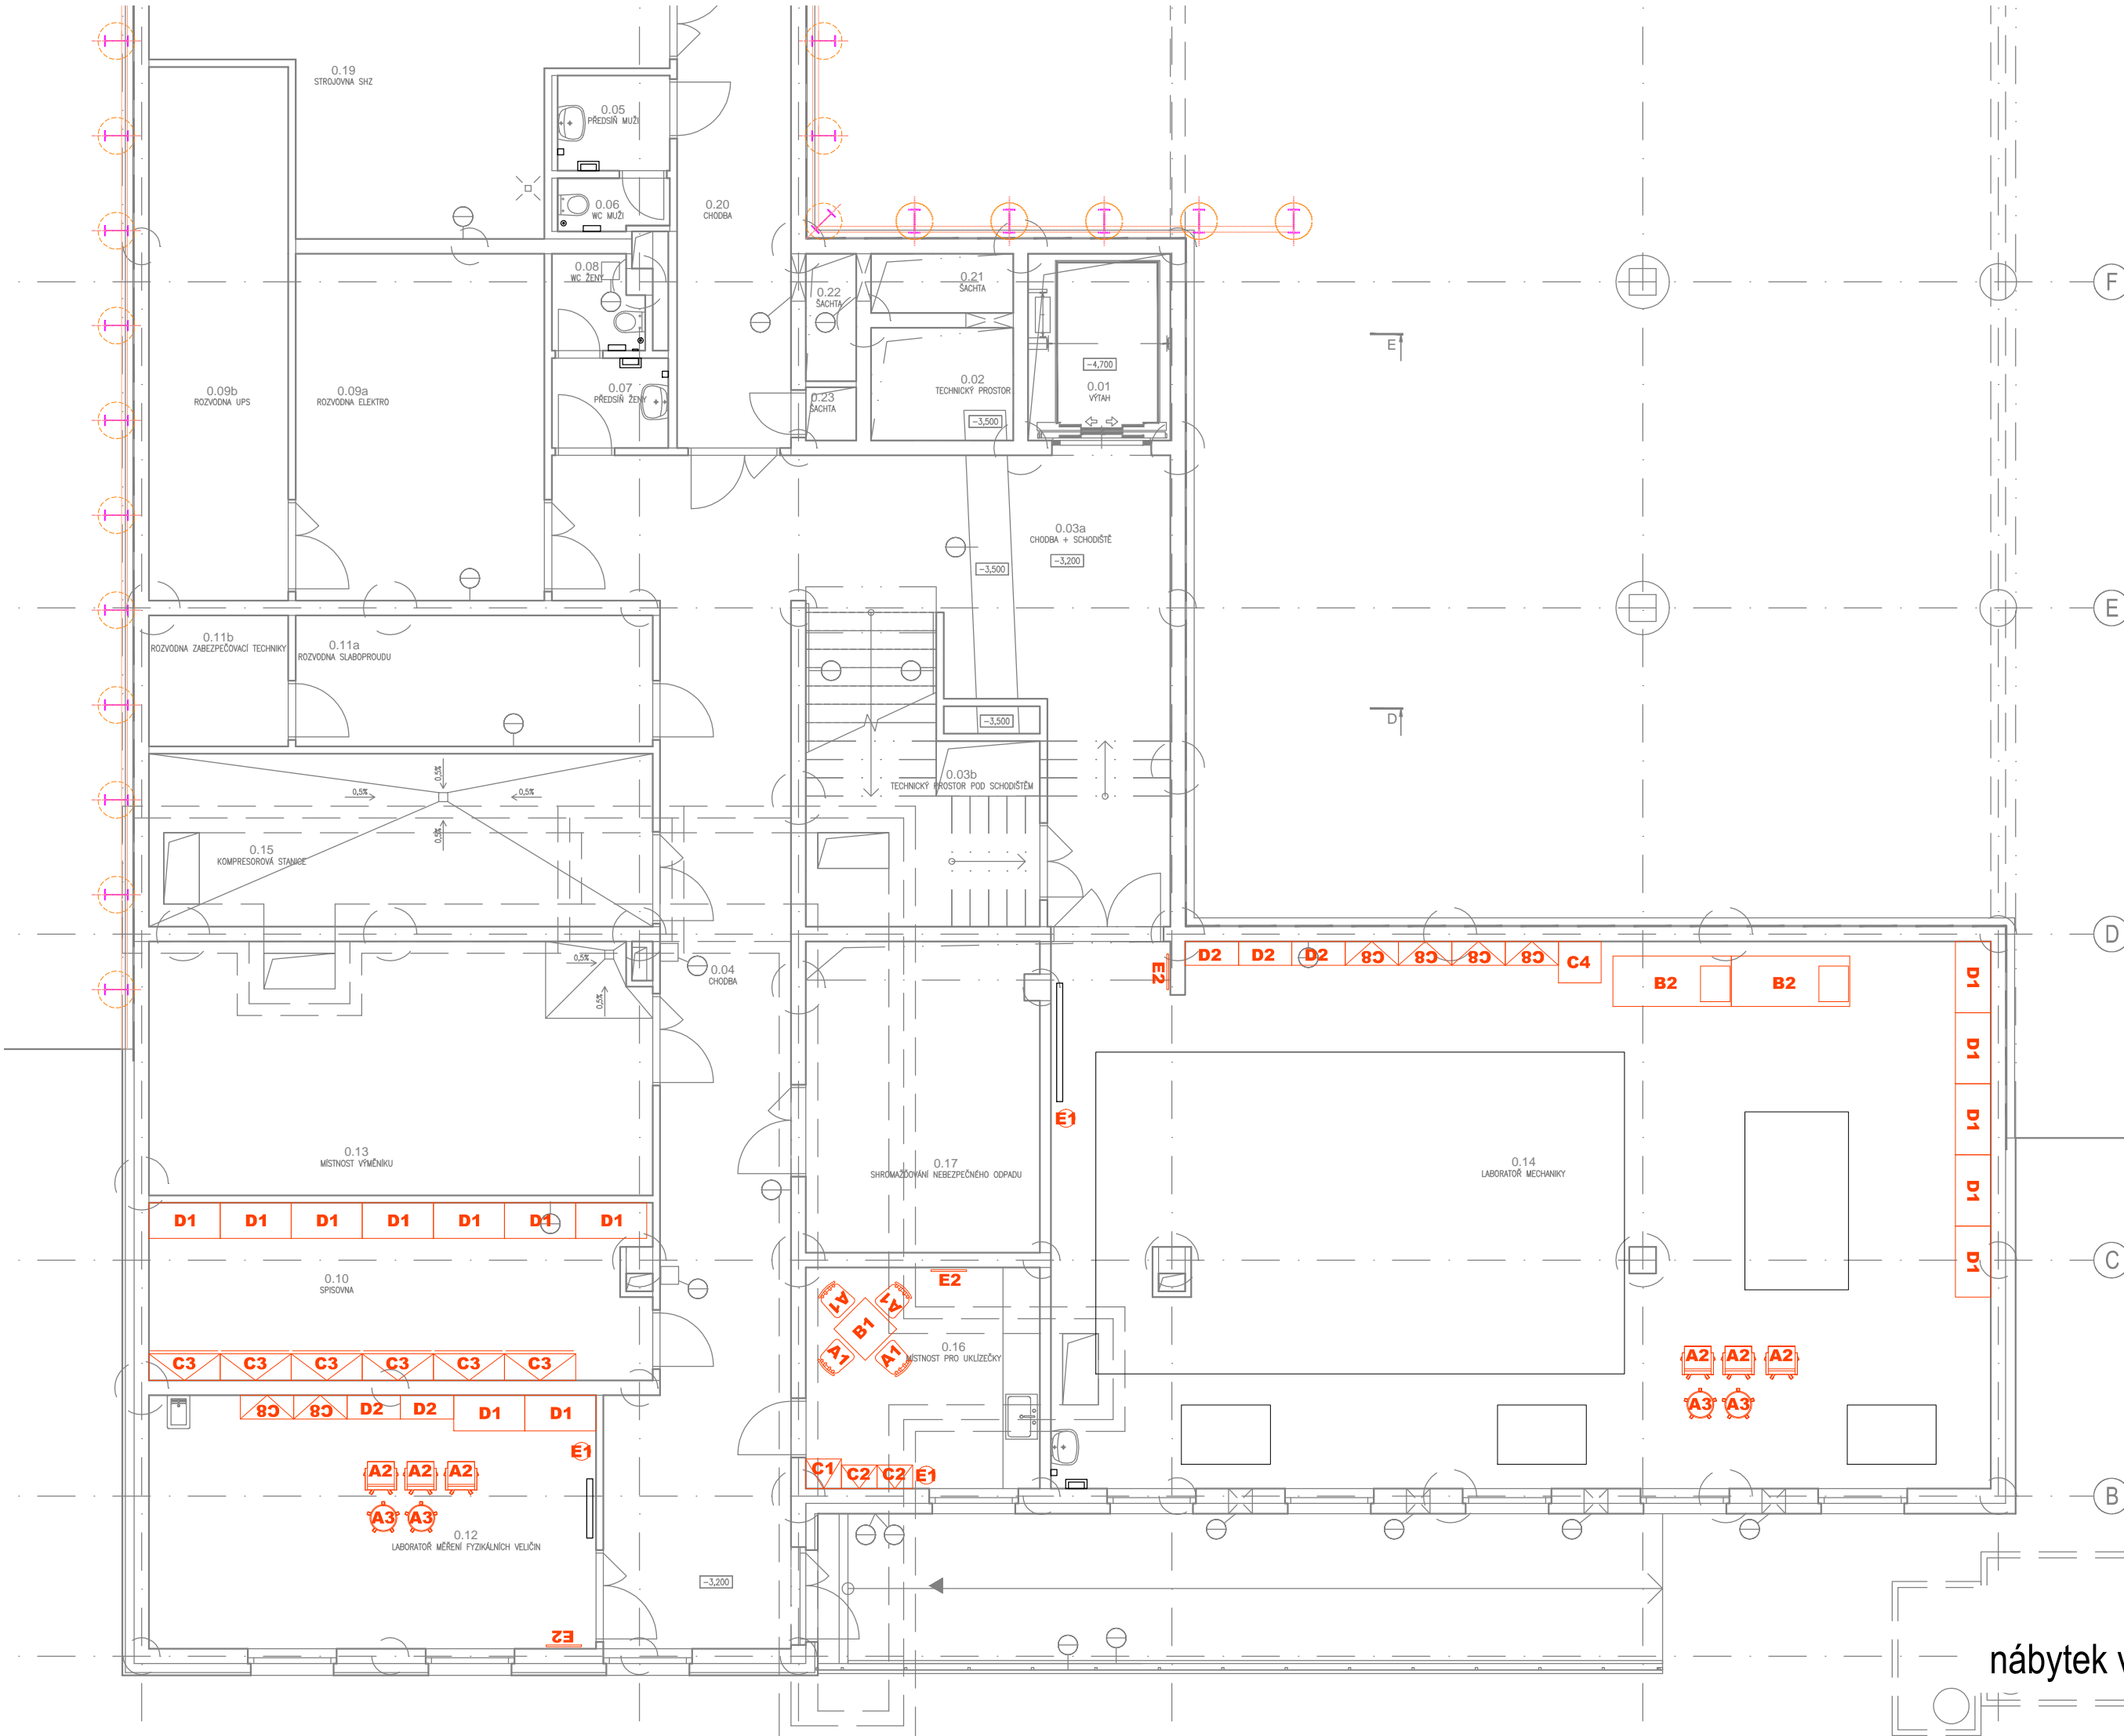 0.19
STROJOVNA SHZ
0.05
PŘEDSÍŇ MUŽI
0.06
WC MUŽI
0.20
CHODBA
0.08
WC ŽENY
0.22
ŠACHTA
0.21
ŠACHTA
F
E
-4,700
0.09b
ROZVODNA UPS
0.09a
ROZVODNA ELEKTRO
0.07
PŘEDSÍŇ ŽENY
0.23
ŠACHTA
0.02
TECHNICKÝ PROSTOR
-3,500
0.01
VÝTAH
0.03a
CHODBA + SCHODIŠTĚ
-3,500
-3,200
E
0.11b
ROZVODNA ZABEZPEČOVACÍ TECHNIKY
0.11a
ROZVODNA SLABOPROUDU
-3,500
D
0.03b
TECHNICKÝ PROSTOR POD SCHODIŠTĚM
0,5%
0,5%
0,5%
0,5%
0.15
KOMPRESOROVÁ STANICE
D
0,5%
0,5%
0.04
CHODBA
E2
D2 D2 D2 C8 C8 C8 C8 C4
B2 B2
D1
D1
D1
D1
D1
E1
0.13
MÍSTNOST VÝMĚNÍKU
0.17
SHROMAŽĎOVÁNÍ NEBEZPEČNÉHO ODPADU
0.14
LABORATOŘ MECHANIKY
D1 D1 D1 D1 D1 D1 D1
C
0.10
SPISOVNA
E2
A1 A1
B1
A1 A1
0.16
MÍSTNOST PRO UKLÍZEČKY
C3 C3 C3 C3 C3 C3
A2 A2 A2
A3 A3
C8 C8 D2 D2 D1 D1
E1
A2 A2 A2
A3 A3
C1 C2 C2 E1
B
0.12
LABORATOŘ MĚŘENÍ FYZIKÁLNÍCH VELIČIN
-3,200
E2
nábytek v